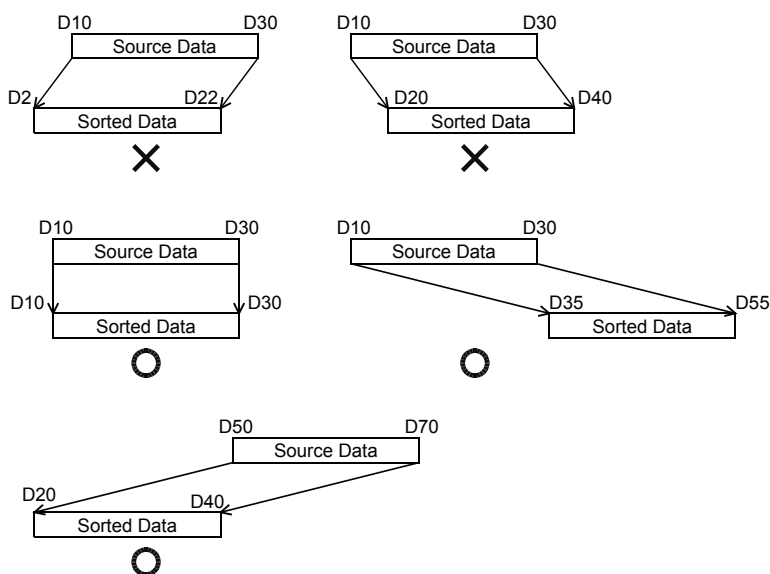 D10 D30 D10 D30
Source Data Source Data
D2 D22 D20 D40
Sorted Data Sorted Data
D10 D30 D10 D30
Source Data Source Data
D10 D30 D35 D55
Sorted Data Sorted Data
D50 D70
Source Data
D20 D40
Sorted Data